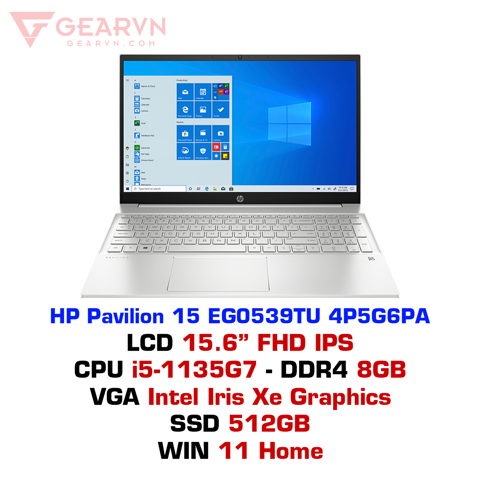 GEARVN
GEARVN.COM
HP Pavilion 15 EG0539TU 4P5G6PA
LCD 15.6” FHD IPS
CPU i5-1135G7 - DDR4 8GB
VGA Intel Iris Xe Graphics
SSD 512GB
WIN 11 Home